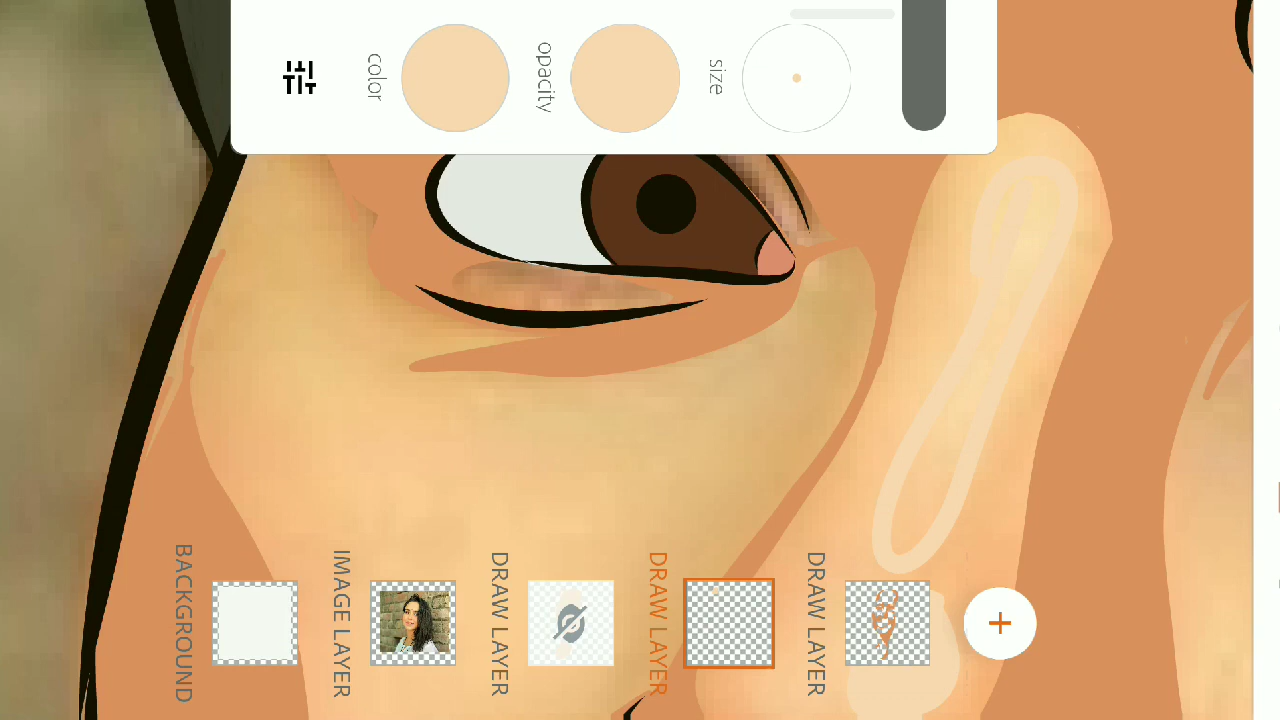 color
opacity
size
BACKGROUND
IMAGE LAYER
DRAW LAYER
DRAW LAYER
DRAW LAYER